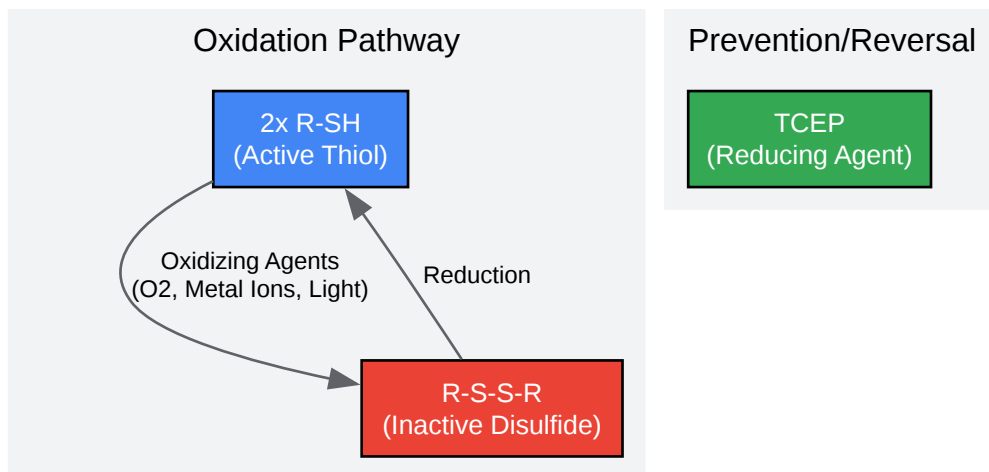 Oxidation Pathway
2x R-SH
(Active Thiol)
Oxidizing Agents
(O2, Metal Ions, Light)
Reduction
R-S-S-R
(Inactive Disulfide)
Prevention/Reversal
TCEP
(Reducing Agent)